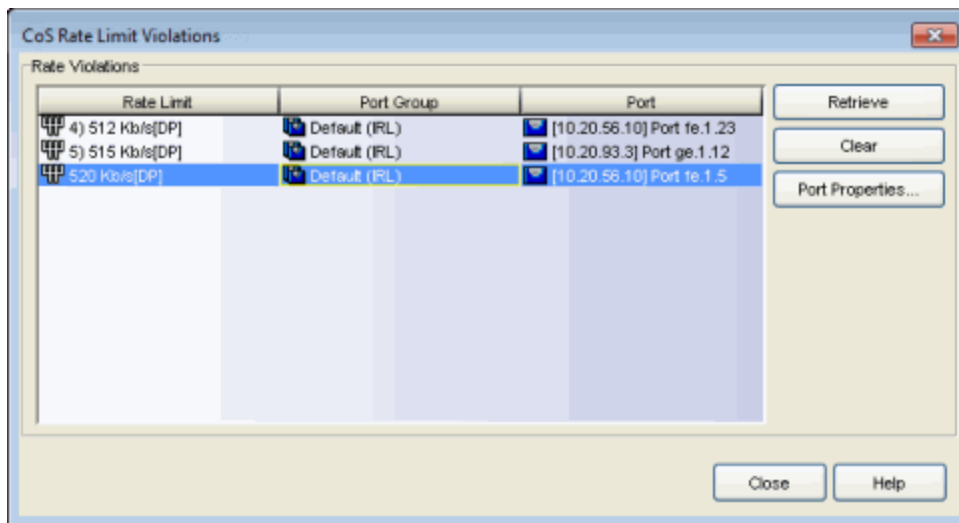 CoS Rate Limit Violations
Rate Violations
Rate Limit Port Group Port
4) 512 Kb/s[DP] Default (IRL) [10.20.56.10] Port fe.1.23
5) 515 Kb/s[DP] Default (IRL) [10.20.93.3] Port ge.1.12
520 Kb/s[DP] Default (IRL) [10.20.56.10] Port fe.1.5
Retrieve
Clear
Port Properties...
Close Help